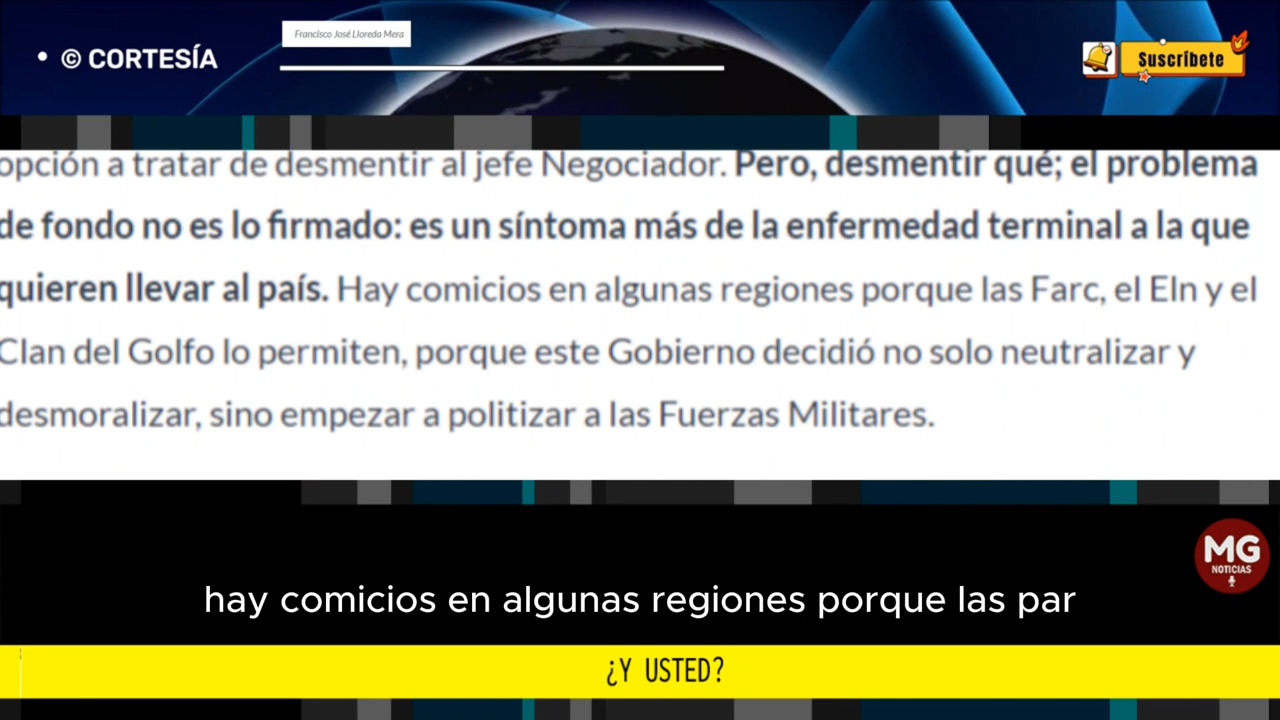 Francisco José Lloreda Mera
• © CORTESÍA
Suscríbete
opción a tratar de desmentir al jefe Negociador. Pero, desmentir qué; el problema
de fondo no es lo firmado: es un síntoma más de la enfermedad terminal a la que
quieren llevar al país. Hay comicios en algunas regiones porque las Farc, el Eln y el
Clan del Golfo lo permiten, porque este Gobierno decidió no solo neutralizar y
desmoralizar, sino empezar a politizar a las Fuerzas Militares.
MG
NOTICIAS
hay comicios en algunas regiones porque las par
¿Y USTED?